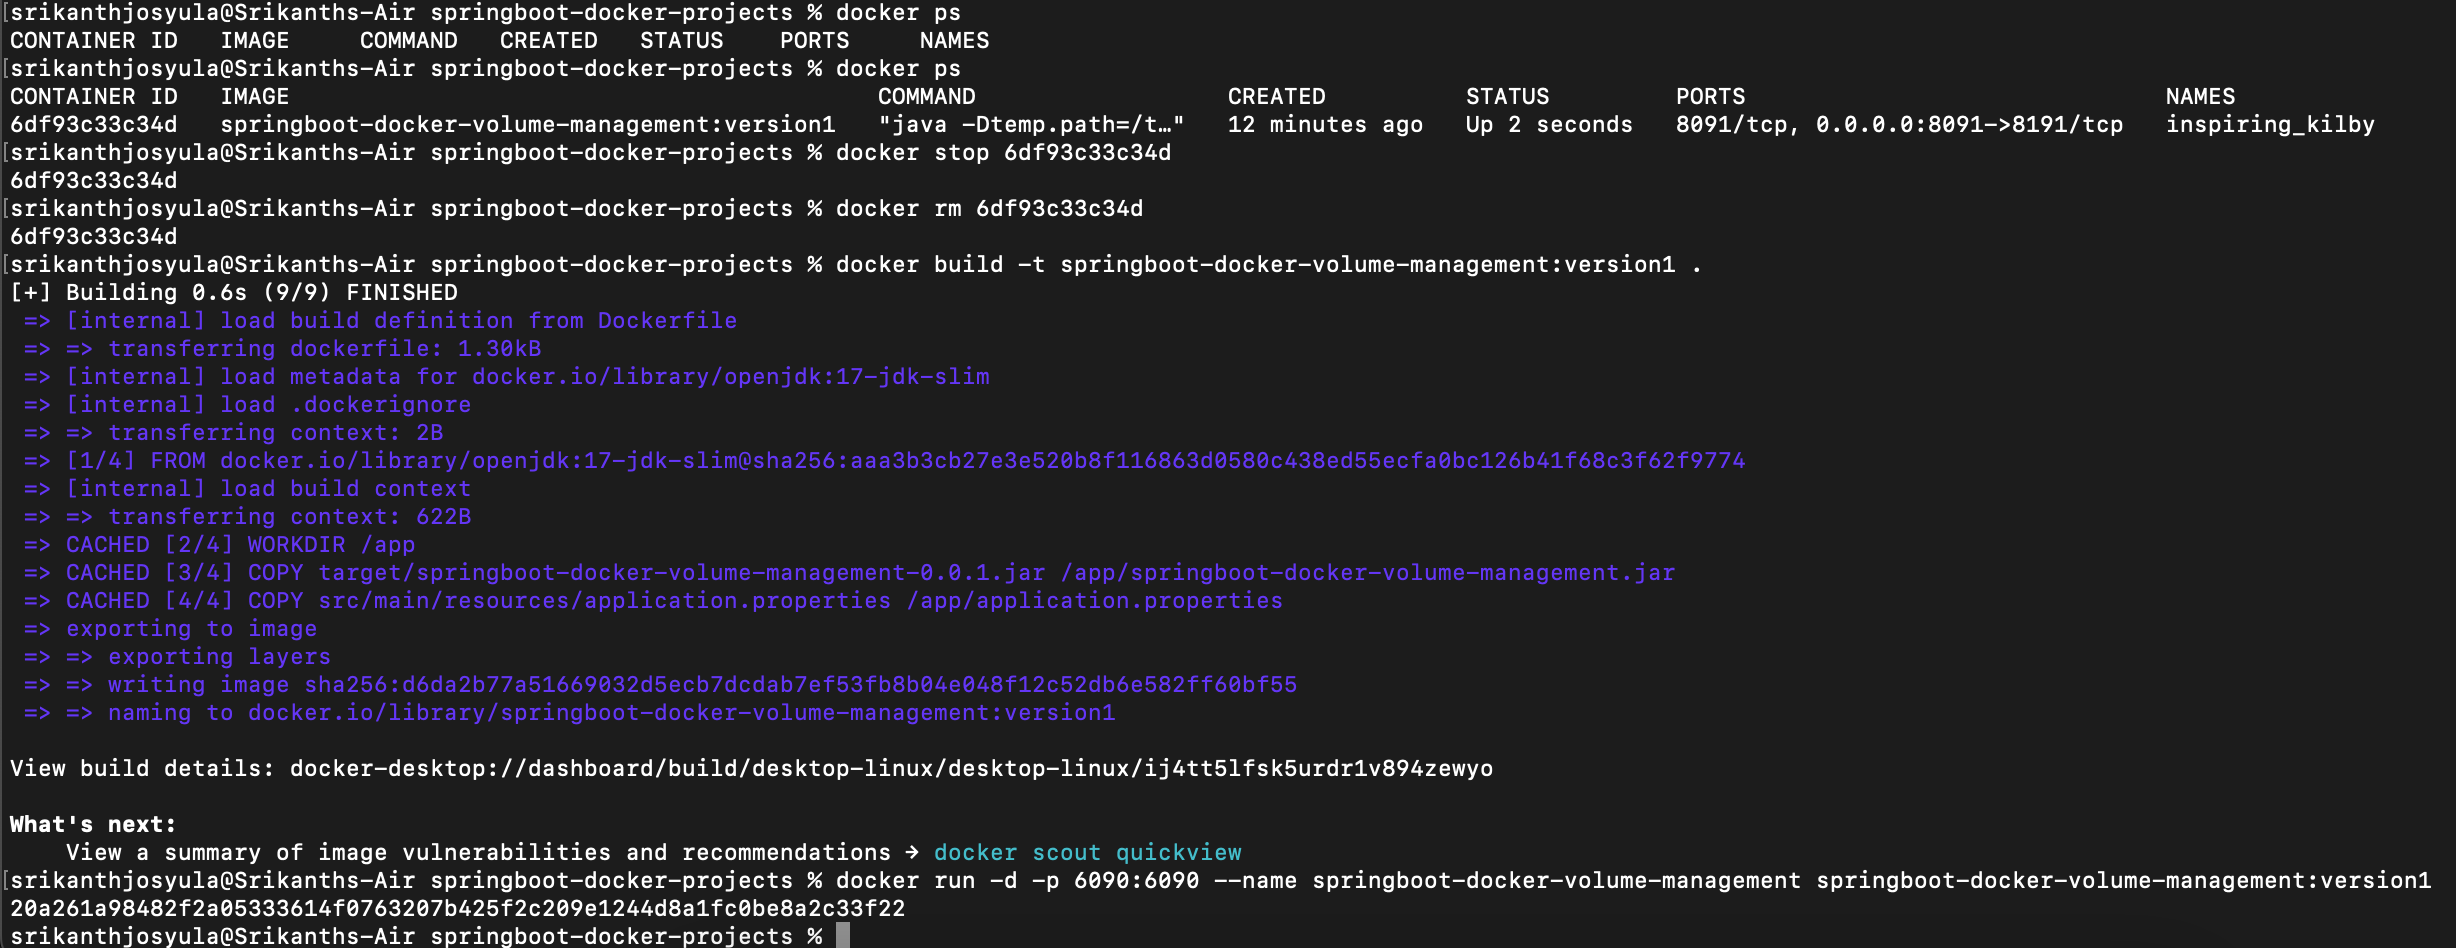 [srikanthjosyula@Srikanths-Air springboot-docker-projects % docker ps
CONTAINER ID   IMAGE     COMMAND   CREATED   STATUS    PORTS     NAMES
[srikanthjosyula@Srikanths-Air springboot-docker-projects % docker ps
CONTAINER ID   IMAGE                                          COMMAND                  CREATED          STATUS         PORTS                              NAMES
6df93c33c34d   springboot-docker-volume-management:version1   "java -Dtemp.path=/t…"   12 minutes ago   Up 2 seconds   8091/tcp, 0.0.0.0:8091->8191/tcp   inspiring_kilby
[srikanthjosyula@Srikanths-Air springboot-docker-projects % docker stop 6df93c33c34d
6df93c33c34d
[srikanthjosyula@Srikanths-Air springboot-docker-projects % docker rm 6df93c33c34d
6df93c33c34d
[srikanthjosyula@Srikanths-Air springboot-docker-projects % docker build -t springboot-docker-volume-management:version1 .
[+] Building 0.6s (9/9) FINISHED
 => [internal] load build definition from Dockerfile
 => => transferring dockerfile: 1.30kB
 => [internal] load metadata for docker.io/library/openjdk:17-jdk-slim
 => [internal] load .dockerignore
 => => transferring context: 2B
 => [1/4] FROM docker.io/library/openjdk:17-jdk-slim@sha256:aaa3b3cb27e3e520b8f116863d0580c438ed55ecfa0bc126b41f68c3f62f9774
 => [internal] load build context
 => => transferring context: 622B
 => CACHED [2/4] WORKDIR /app
 => CACHED [3/4] COPY target/springboot-docker-volume-management-0.0.1.jar /app/springboot-docker-volume-management.jar
 => CACHED [4/4] COPY src/main/resources/application.properties /app/application.properties
 => exporting to image
 => => exporting layers
 => => writing image sha256:d6da2b77a51669032d5ecb7dcdab7ef53fb8b04e048f12c52db6e582ff60bf55
 => => naming to docker.io/library/springboot-docker-volume-management:version1
View build details: docker-desktop://dashboard/build/desktop-linux/desktop-linux/ij4tt5lfsk5urdr1v894zewyo
What's next:
    View a summary of image vulnerabilities and recommendations → docker scout quickview
[srikanthjosyula@Srikanths-Air springboot-docker-projects % docker run -d -p 6090:6090 --name springboot-docker-volume-management springboot-docker-volume-management:version1
20a261a98482f2a05333614f0763207b425f2c209e1244d8a1fc0be8a2c33f22
srikanthjosyula@Srikanths-Air springboot-docker-projects %